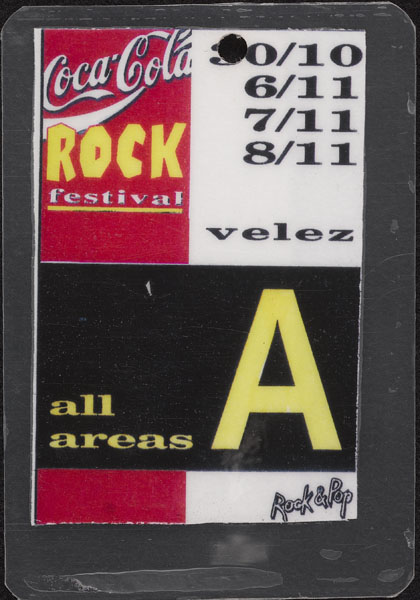 Coca-Cola
ROCK
festival
30/10
6/11
7/11
8/11
velez
all
areas
A
Rock & Pop